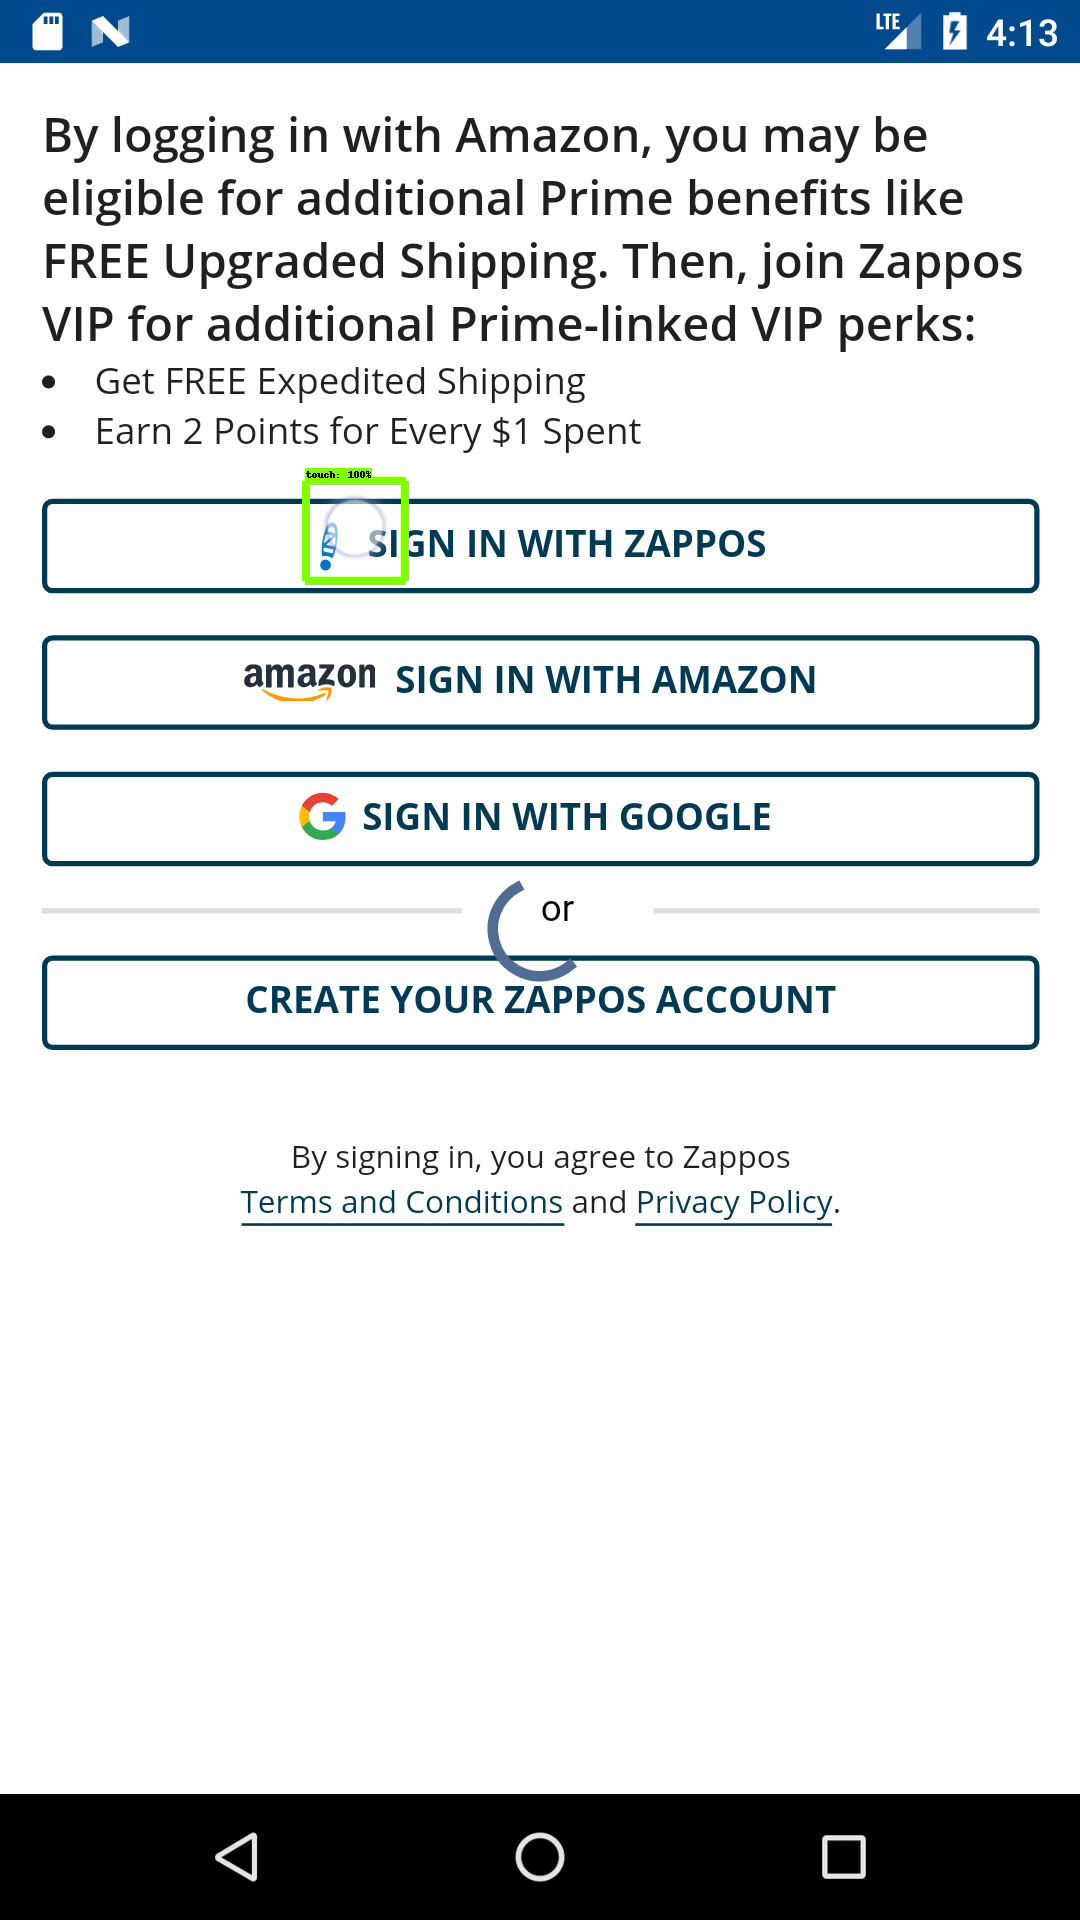 LTE 4:13
By logging in with Amazon, you may be
eligible for additional Prime benefits like
FREE Upgraded Shipping. Then, join Zappos
VIP for additional Prime-linked VIP perks:
• Get FREE Expedited Shipping
• Earn 2 Points for Every $1 Spent
touch: 100%
SIGN IN WITH ZAPPOS
amazon SIGN IN WITH AMAZON
SIGN IN WITH GOOGLE
or
CREATE YOUR ZAPPOS ACCOUNT
By signing in, you agree to Zappos
Terms and Conditions and Privacy Policy.